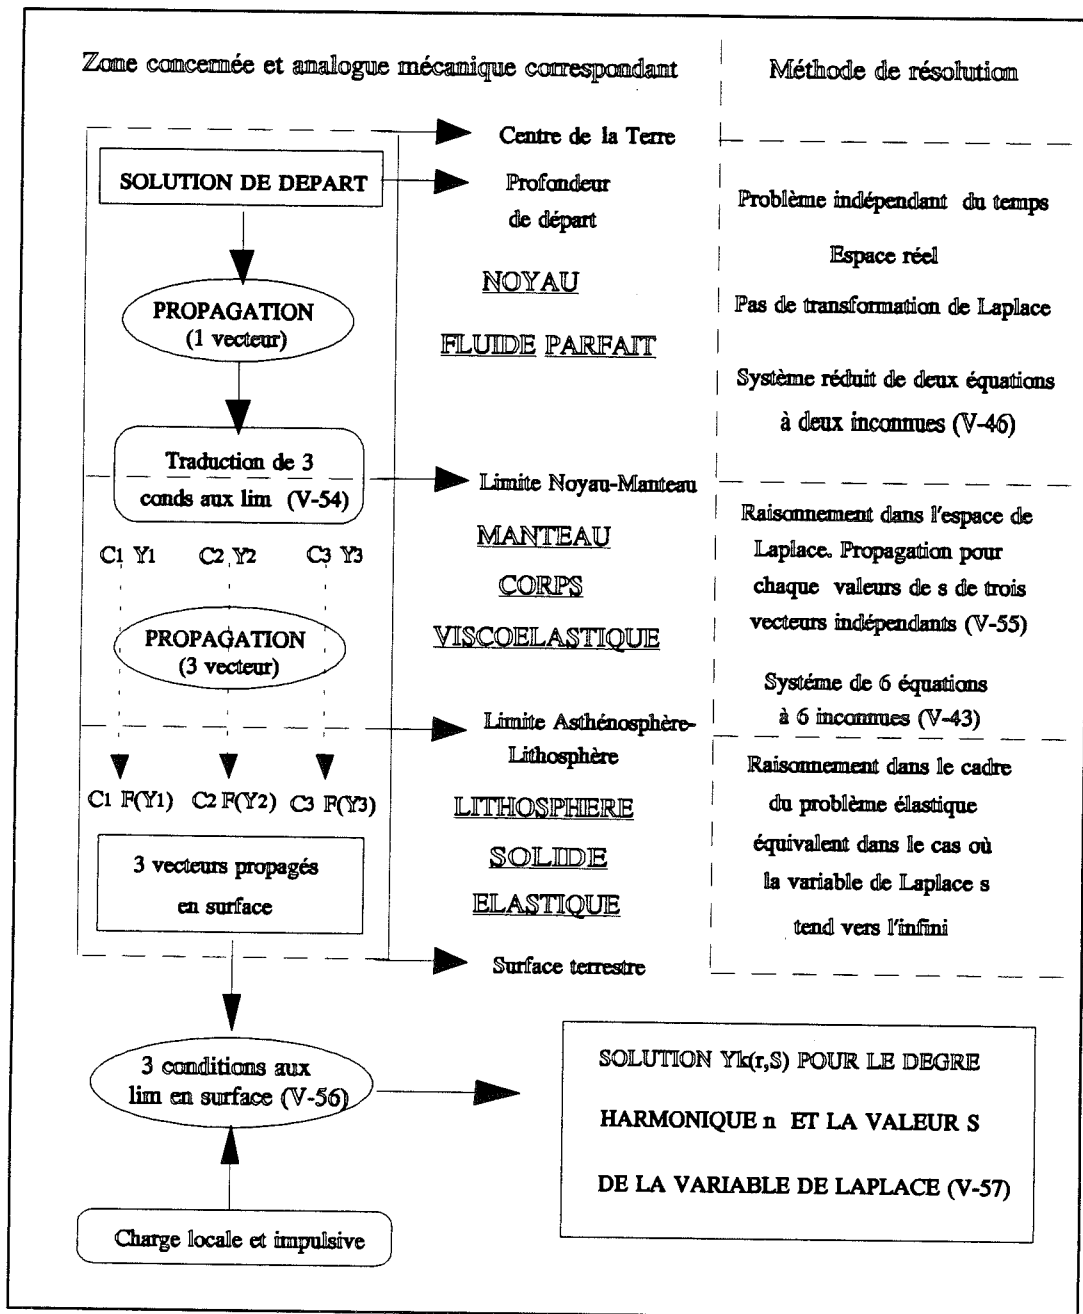 Zone concernée et analogue mécanique correspondant
Méthode de résolution
Centre de la Terre
SOLUTION DE DEPART
Profondeur
de départ
Problème indépendant du temps
Espace réel
NOYAU
PROPAGATION
(1 vecteur)
Pas de transformation de Laplace
FLUIDE PARFAIT
Système réduit de deux équations
à deux inconnues (V-46)
Traduction de 3
conds aux lim (V-54)
Limite Noyau-Manteau
Raisonnement dans l'espace de
Laplace. Propagation pour
chaque valeurs de s de trois
vecteurs indépendants (V-55)
MANTEAU
C1 Y1 C2 Y2 C3 Y3
CORPS
PROPAGATION
(3 vecteur)
VISCOELASTIQUE
Systéme de 6 équations
à 6 inconnues (V-43)
Limite Asthénosphère-
Lithosphère
Raisonnement dans le cadre
du problème élastique
équivalent dans le cas où
la variable de Laplace s
tend vers l'infini
C1 F(Y1) C2 F(Y2) C3 F(Y3)
LITHOSPHERE
3 vecteurs propagés
en surface
SOLIDE
ELASTIQUE
Surface terrestre
3 conditions aux
lim en surface (V-56)
SOLUTION Yk(r,S) POUR LE DEGRE
HARMONIQUE n ET LA VALEUR S
DE LA VARIABLE DE LAPLACE (V-57)
Charge locale et impulsive